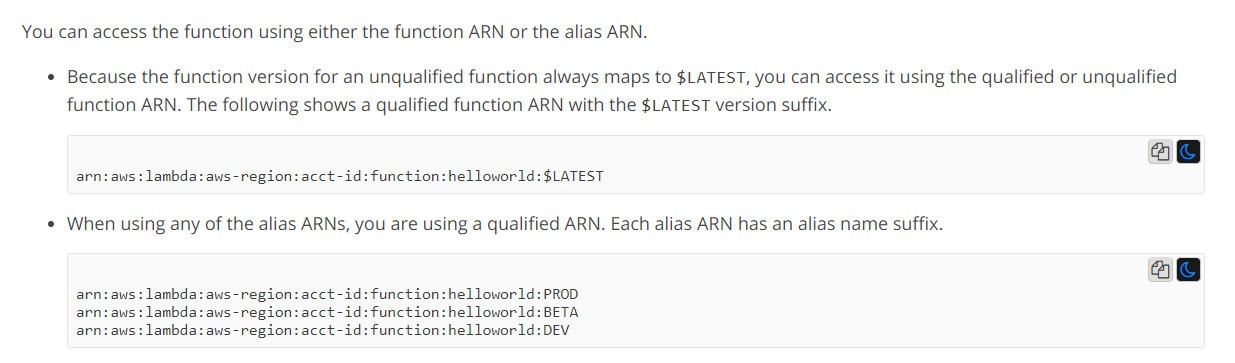 You can access the function using either the function ARN or the alias ARN.
• Because the function version for an unqualified function always maps to $LATEST, you can access it using the qualified or unqualified
function ARN. The following shows a qualified function ARN with the $LATEST version suffix.
arn:aws:lambda:aws-region:acct-id:function:helloworld:$LATEST
• When using any of the alias ARNs, you are using a qualified ARN. Each alias ARN has an alias name suffix.
arn:aws:lambda:aws-region:acct-id:function:helloworld:PROD
arn:aws:lambda:aws-region:acct-id:function:helloworld:BETA
arn:aws:lambda:aws-region:acct-id:function:helloworld:DEV